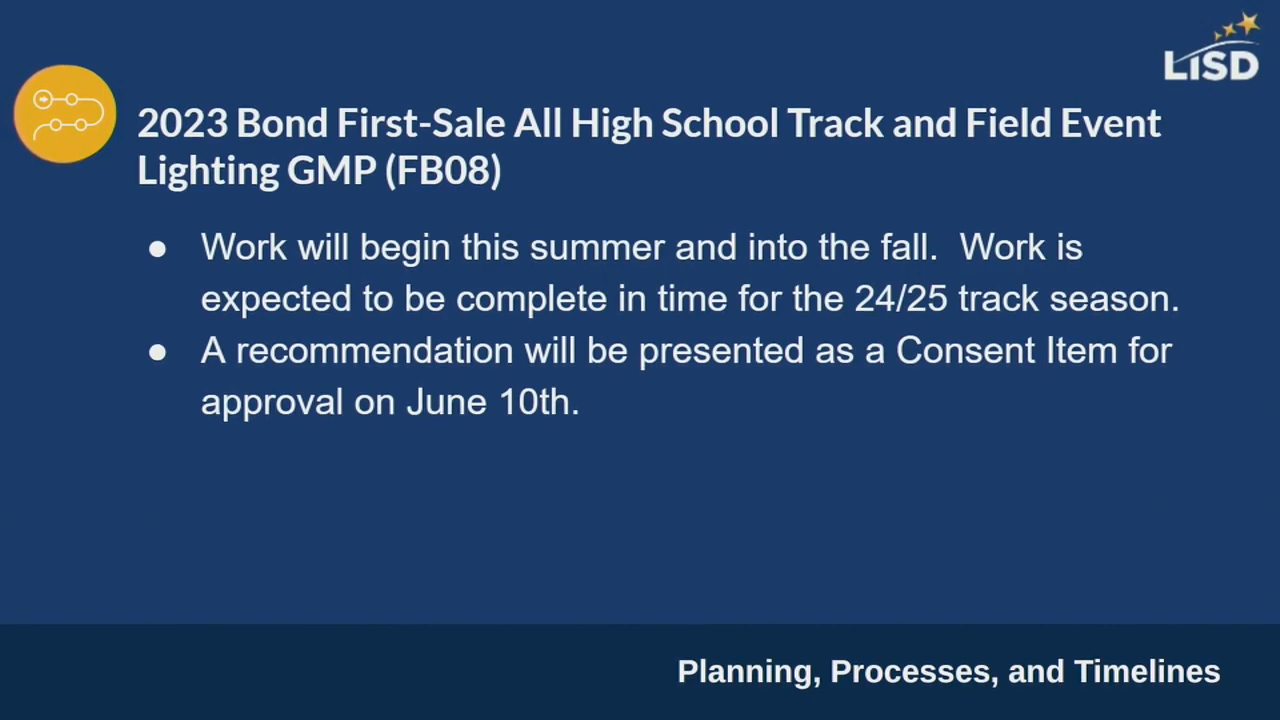 LISD
2023 Bond First-Sale All High School Track and Field Event
Lighting GMP (FB08)
● Work will begin this summer and into the fall.  Work is
expected to be complete in time for the 24/25 track season.
● A recommendation will be presented as a Consent Item for
approval on June 10th.
Planning, Processes, and Timelines